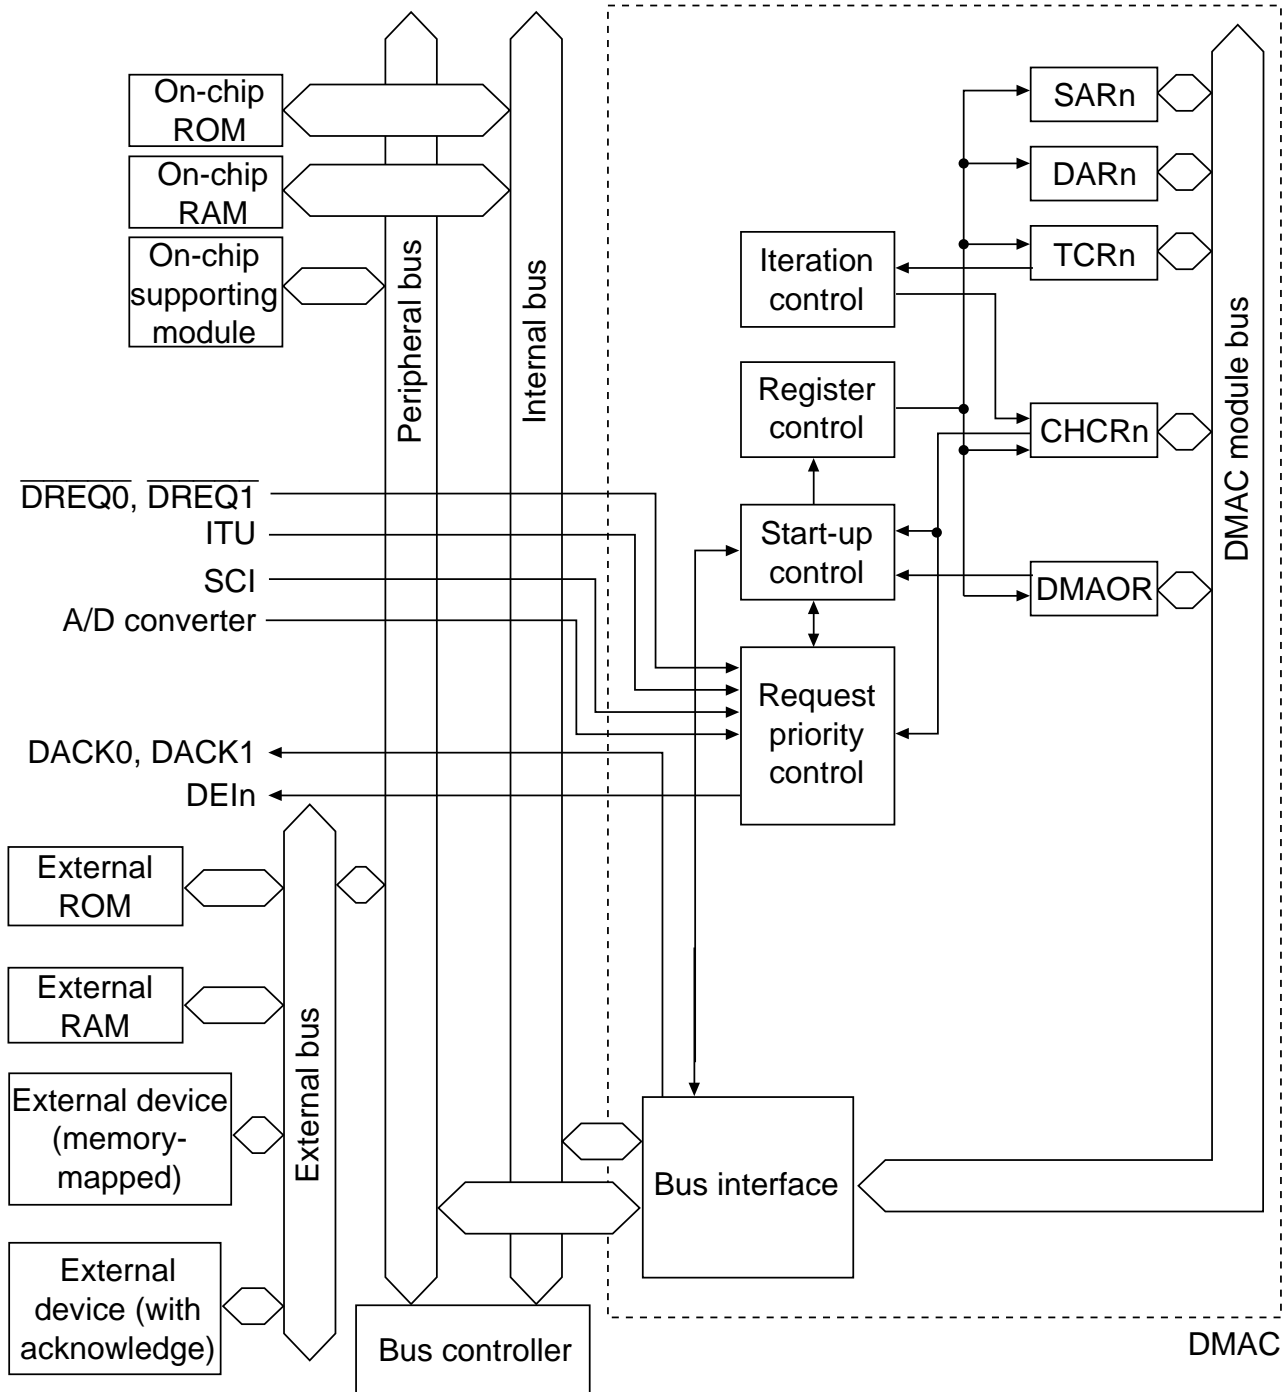 On-chip
ROM
On-chip
RAM
On-chip
supporting
module
Peripheral bus
Internal bus
SARn
DARn
TCRn
CHCRn
DMAOR
DMAC module bus
Iteration
control
Register
control
Start-up
control
Request
priority
control
DREQ0, DREQ1
ITU
SCI
A/D converter
DACK0, DACK1
DEIn
External
ROM
External
RAM
External device
(memory-
mapped)
External
device (with
acknowledge)
External bus
Bus interface
Bus controller
DMAC